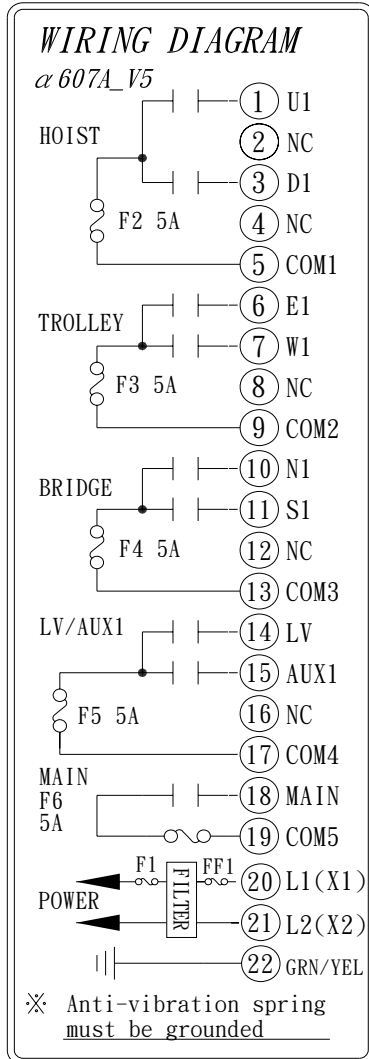 WIRING DIAGRAM
α607A_V5
1 U1
HOIST
2 NC
3 D1
F2 5A
4 NC
5 COM1
6 E1
TROLLEY
7 W1
F3 5A
8 NC
9 COM2
10 N1
BRIDGE
11 S1
F4 5A
12 NC
13 COM3
LV/AUX1
14 LV
15 AUX1
F5 5A
16 NC
17 COM4
MAIN
F6
5A
18 MAIN
19 COM5
F1
FILTER
FF1
20 L1(X1)
POWER
21 L2(X2)
22 GRN/YEL
※ Anti-vibration spring
must be grounded